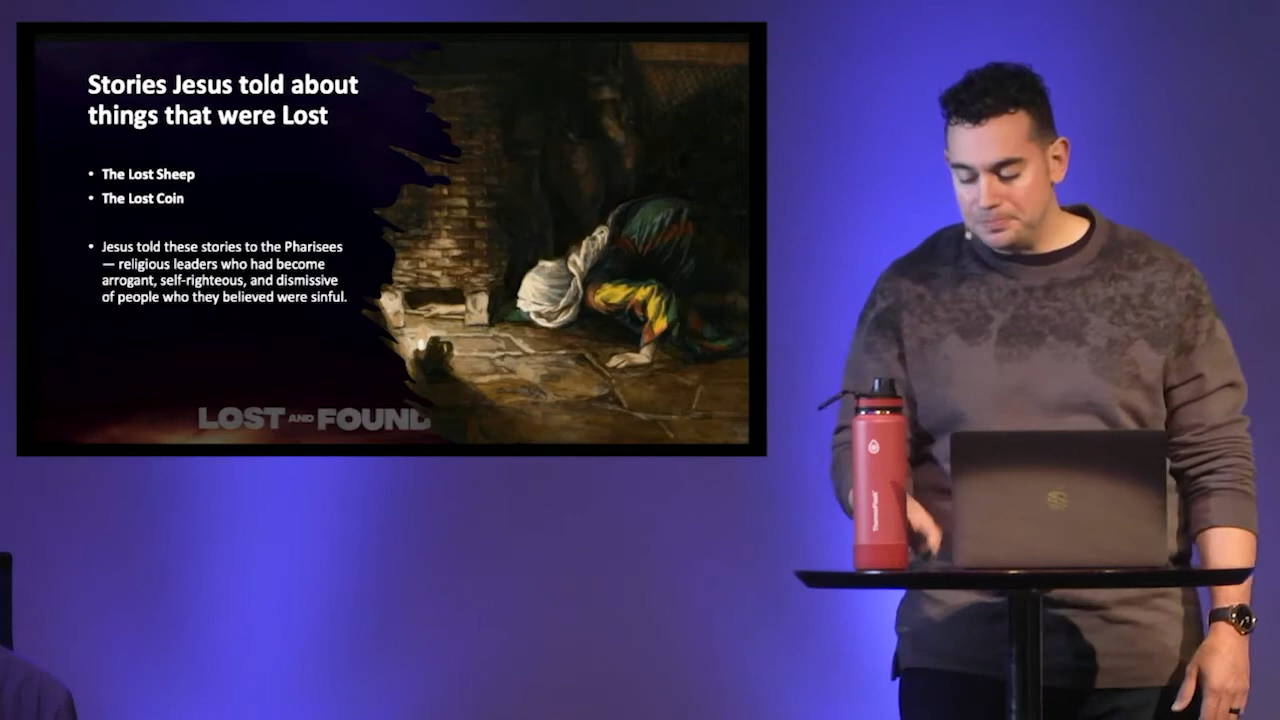 Stories Jesus told about
things that were Lost
• The Lost Sheep
• The Lost Coin
• Jesus told these stories to the Pharisees
— religious leaders who had become
arrogant, self-righteous, and dismissive
of people who they believed were sinful.
LOST AND FOUND
ThermoFlask